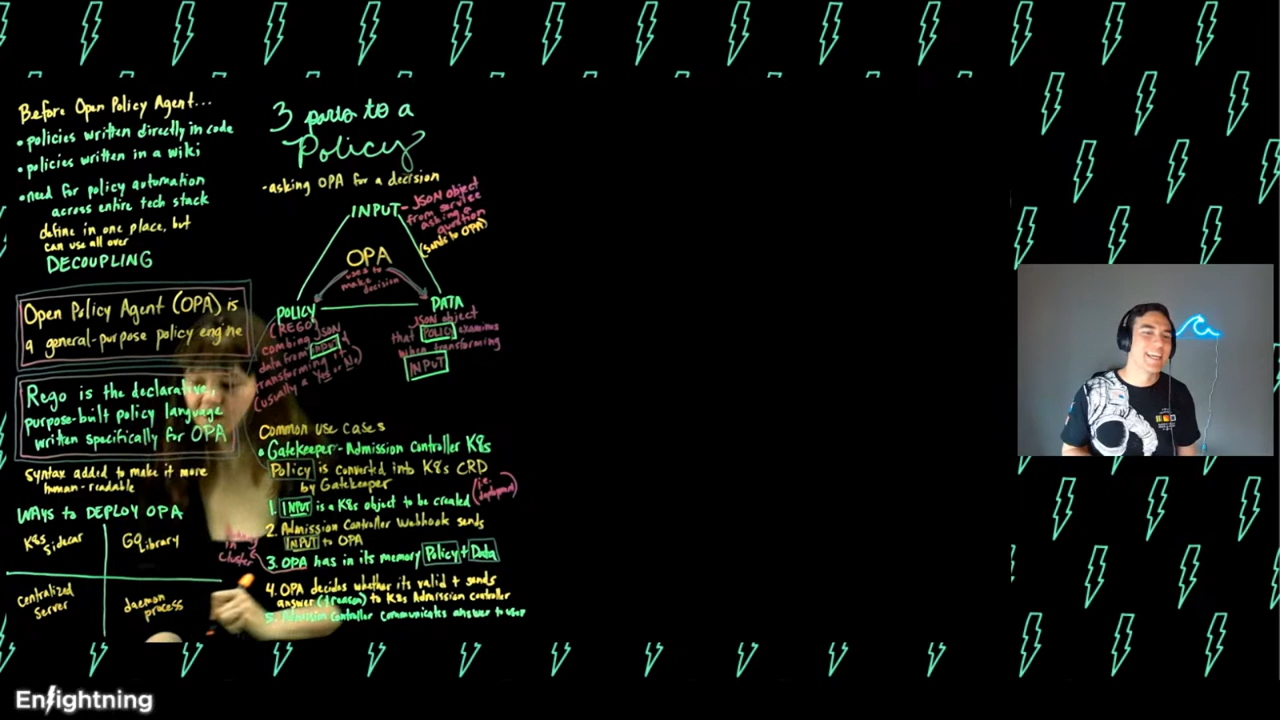 Before Open Policy Agent...
• policies written directly in code
• policies written in a wiki
• need for policy automation
across entire tech stack
define in one place, but
can use all over
DECOUPLING
Open Policy Agent (OPA) is
a general-purpose policy engine
Rego is the declarative,
purpose-built policy language
written specifically for OPA
Syntax added to make it more
human-readable
WAYS to DEPLOY OPA
K8s
Sidecar
GO
Library
Centralized
Server
daemon
process
3 parts to a
Policy
- asking OPA for a decision
INPUT - JSON object
from service
asking a
question
(sends to OPA)
OPA
uses to
make
decision
POLICY
(REGO)
combing JSON
data from INPUT &
transforming it
(usually a Yes or No)
DATA
JSON object
that POLICY examines
when transforming
INPUT
Common use cases
• Gatekeeper - Admission Controller K8s
Policy is converted into K8s CRD
by Gatekeeper
1. INPUT is a K8s object to be created (i.e. deployment)
2. Admission Controller Webhook sends
INPUT to OPA
3. OPA has in its memory Policy + Data
in
Cluster
4. OPA decides whether its valid + sends
answer (+reason) to K8s Admission Controller
5. Admission Controller communicates answer to user
Enlightning